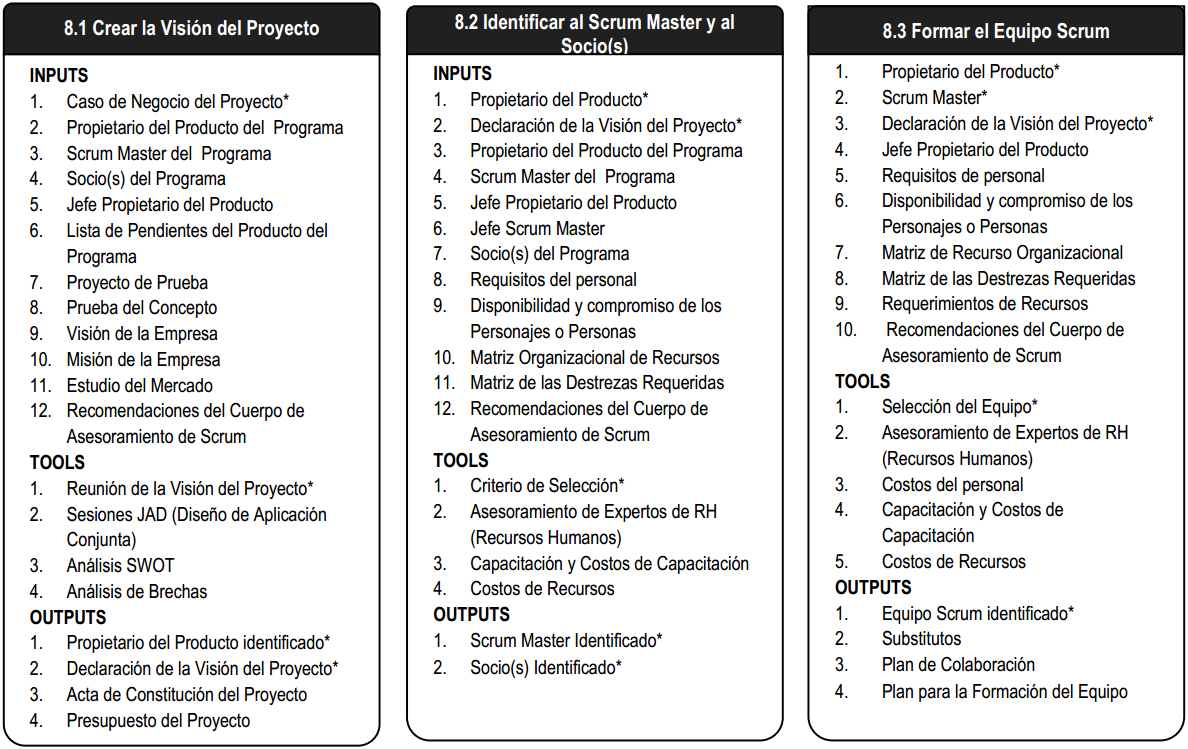 8.1 Crear la Visión del Proyecto
INPUTS
1. Caso de Negocio del Proyecto*
2. Propietario del Producto del Programa
3. Scrum Master del Programa
4. Socio(s) del Programa
5. Jefe Propietario del Producto
6. Lista de Pendientes del Producto del
Programa
7. Proyecto de Prueba
8. Prueba del Concepto
9. Visión de la Empresa
10. Misión de la Empresa
11. Estudio del Mercado
12. Recomendaciones del Cuerpo de
Asesoramiento de Scrum
TOOLS
1. Reunión de la Visión del Proyecto*
2. Sesiones JAD (Diseño de Aplicación
Conjunta)
3. Análisis SWOT
4. Análisis de Brechas
OUTPUTS
1. Propietario del Producto identificado*
2. Declaración de la Visión del Proyecto*
3. Acta de Constitución del Proyecto
4. Presupuesto del Proyecto
8.2 Identificar al Scrum Master y al
Socio(s)
INPUTS
1. Propietario del Producto*
2. Declaración de la Visión del Proyecto*
3. Propietario del Producto del Programa
4. Scrum Master del Programa
5. Jefe Propietario del Producto
6. Jefe Scrum Master
7. Socio(s) del Programa
8. Requisitos del personal
9. Disponibilidad y compromiso de los
Personajes o Personas
10. Matriz Organizacional de Recursos
11. Matriz de las Destrezas Requeridas
12. Recomendaciones del Cuerpo de
Asesoramiento de Scrum
TOOLS
1. Criterio de Selección*
2. Asesoramiento de Expertos de RH
(Recursos Humanos)
3. Capacitación y Costos de Capacitación
4. Costos de Recursos
OUTPUTS
1. Scrum Master Identificado*
2. Socio(s) Identificado*
8.3 Formar el Equipo Scrum
1. Propietario del Producto*
2. Scrum Master*
3. Declaración de la Visión del Proyecto*
4. Jefe Propietario del Producto
5. Requisitos de personal
6. Disponibilidad y compromiso de los
Personajes o Personas
7. Matriz de Recurso Organizacional
8. Matriz de las Destrezas Requeridas
9. Requerimientos de Recursos
10. Recomendaciones del Cuerpo de
Asesoramiento de Scrum
TOOLS
1. Selección del Equipo*
2. Asesoramiento de Expertos de RH
(Recursos Humanos)
3. Costos del personal
4. Capacitación y Costos de
Capacitación
5. Costos de Recursos
OUTPUTS
1. Equipo Scrum identificado*
2. Substitutos
3. Plan de Colaboración
4. Plan para la Formación del Equipo